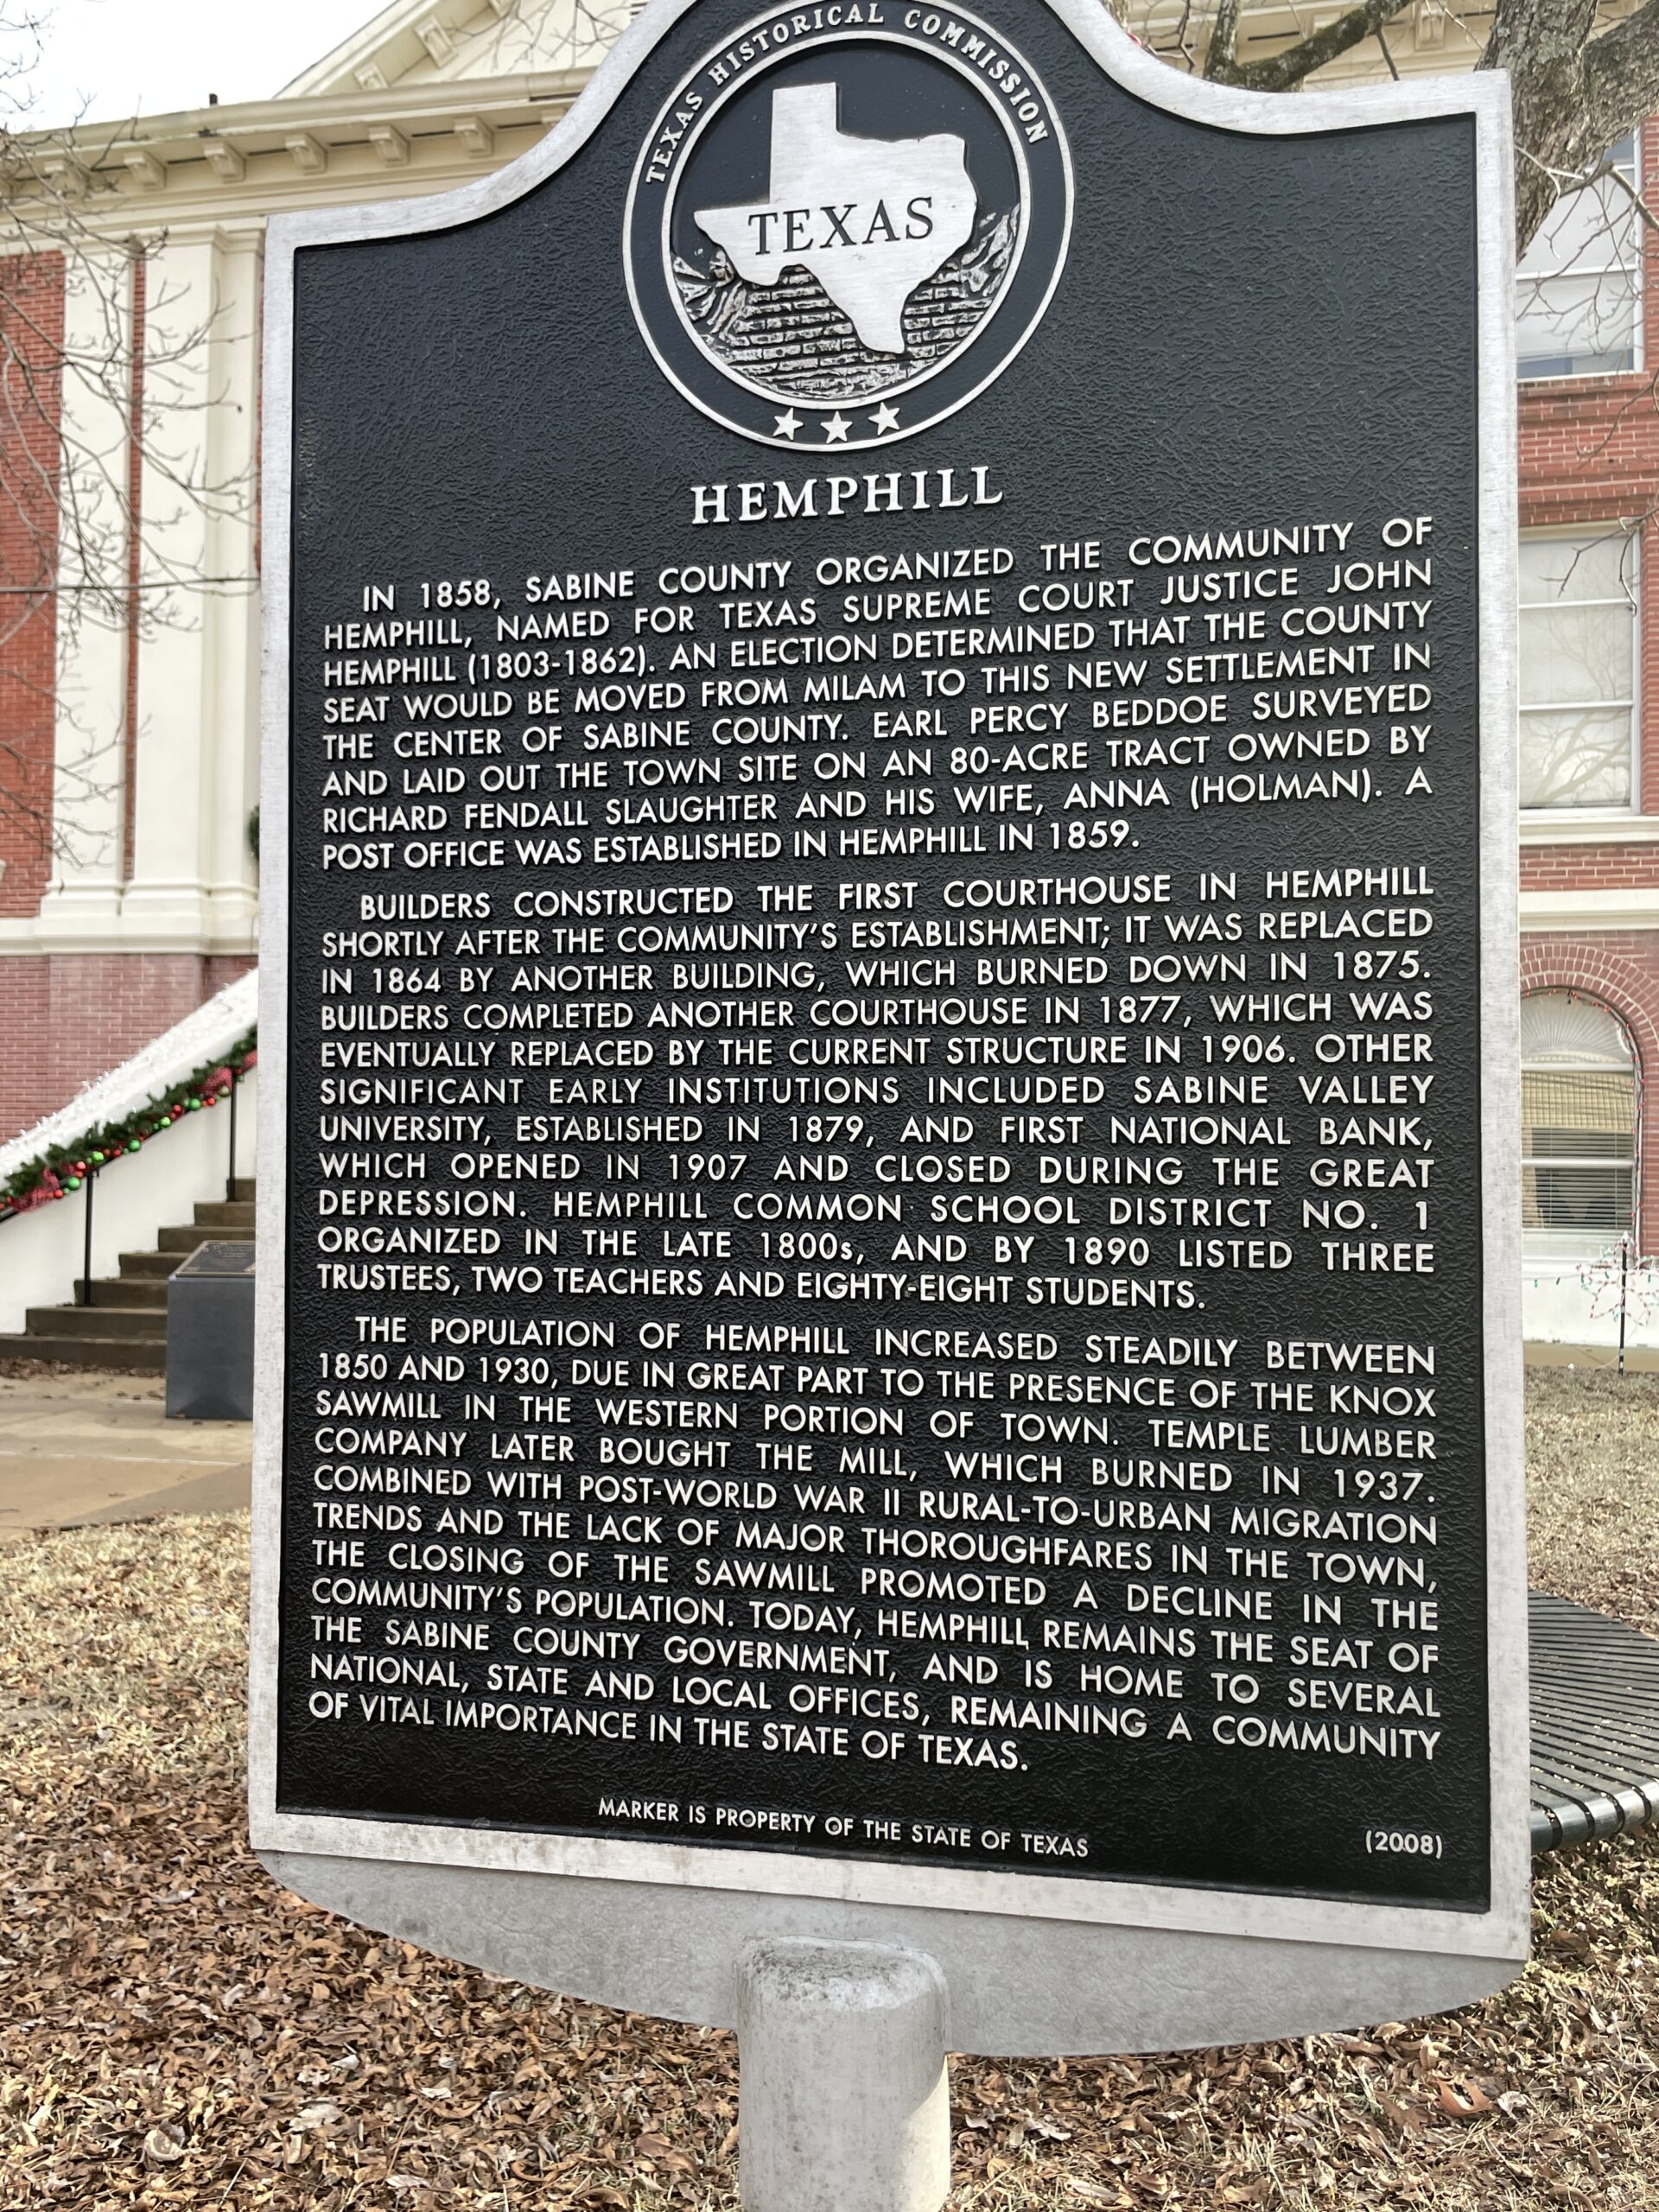 TEXAS HISTORICAL COMMISSION
TEXAS
HEMPHILL
IN 1858, SABINE COUNTY ORGANIZED THE COMMUNITY OF
HEMPHILL, NAMED FOR TEXAS SUPREME COURT JUSTICE JOHN
HEMPHILL (1803-1862). AN ELECTION DETERMINED THAT THE COUNTY
SEAT WOULD BE MOVED FROM MILAM TO THIS NEW SETTLEMENT IN
THE CENTER OF SABINE COUNTY. EARL PERCY BEDDOE SURVEYED
AND LAID OUT THE TOWN SITE ON AN 80-ACRE TRACT OWNED BY
RICHARD FENDALL SLAUGHTER AND HIS WIFE, ANNA (HOLMAN). A
POST OFFICE WAS ESTABLISHED IN HEMPHILL IN 1859.
BUILDERS CONSTRUCTED THE FIRST COURTHOUSE IN HEMPHILL
SHORTLY AFTER THE COMMUNITY'S ESTABLISHMENT; IT WAS REPLACED
IN 1864 BY ANOTHER BUILDING, WHICH BURNED DOWN IN 1875.
BUILDERS COMPLETED ANOTHER COURTHOUSE IN 1877, WHICH WAS
EVENTUALLY REPLACED BY THE CURRENT STRUCTURE IN 1906. OTHER
SIGNIFICANT EARLY INSTITUTIONS INCLUDED SABINE VALLEY
UNIVERSITY, ESTABLISHED IN 1879, AND FIRST NATIONAL BANK,
WHICH OPENED IN 1907 AND CLOSED DURING THE GREAT
DEPRESSION. HEMPHILL COMMON SCHOOL DISTRICT NO. 1
ORGANIZED IN THE LATE 1800s, AND BY 1890 LISTED THREE
TRUSTEES, TWO TEACHERS AND EIGHTY-EIGHT STUDENTS.
THE POPULATION OF HEMPHILL INCREASED STEADILY BETWEEN
1850 AND 1930, DUE IN GREAT PART TO THE PRESENCE OF THE KNOX
SAWMILL IN THE WESTERN PORTION OF TOWN. TEMPLE LUMBER
COMPANY LATER BOUGHT THE MILL, WHICH BURNED IN 1937.
COMBINED WITH POST-WORLD WAR II RURAL-TO-URBAN MIGRATION
TRENDS AND THE LACK OF MAJOR THOROUGHFARES IN THE TOWN,
THE CLOSING OF THE SAWMILL PROMOTED A DECLINE IN THE
COMMUNITY'S POPULATION. TODAY, HEMPHILL REMAINS THE SEAT OF
THE SABINE COUNTY GOVERNMENT, AND IS HOME TO SEVERAL
NATIONAL, STATE AND LOCAL OFFICES, REMAINING A COMMUNITY
OF VITAL IMPORTANCE IN THE STATE OF TEXAS.
MARKER IS PROPERTY OF THE STATE OF TEXAS
(2008)